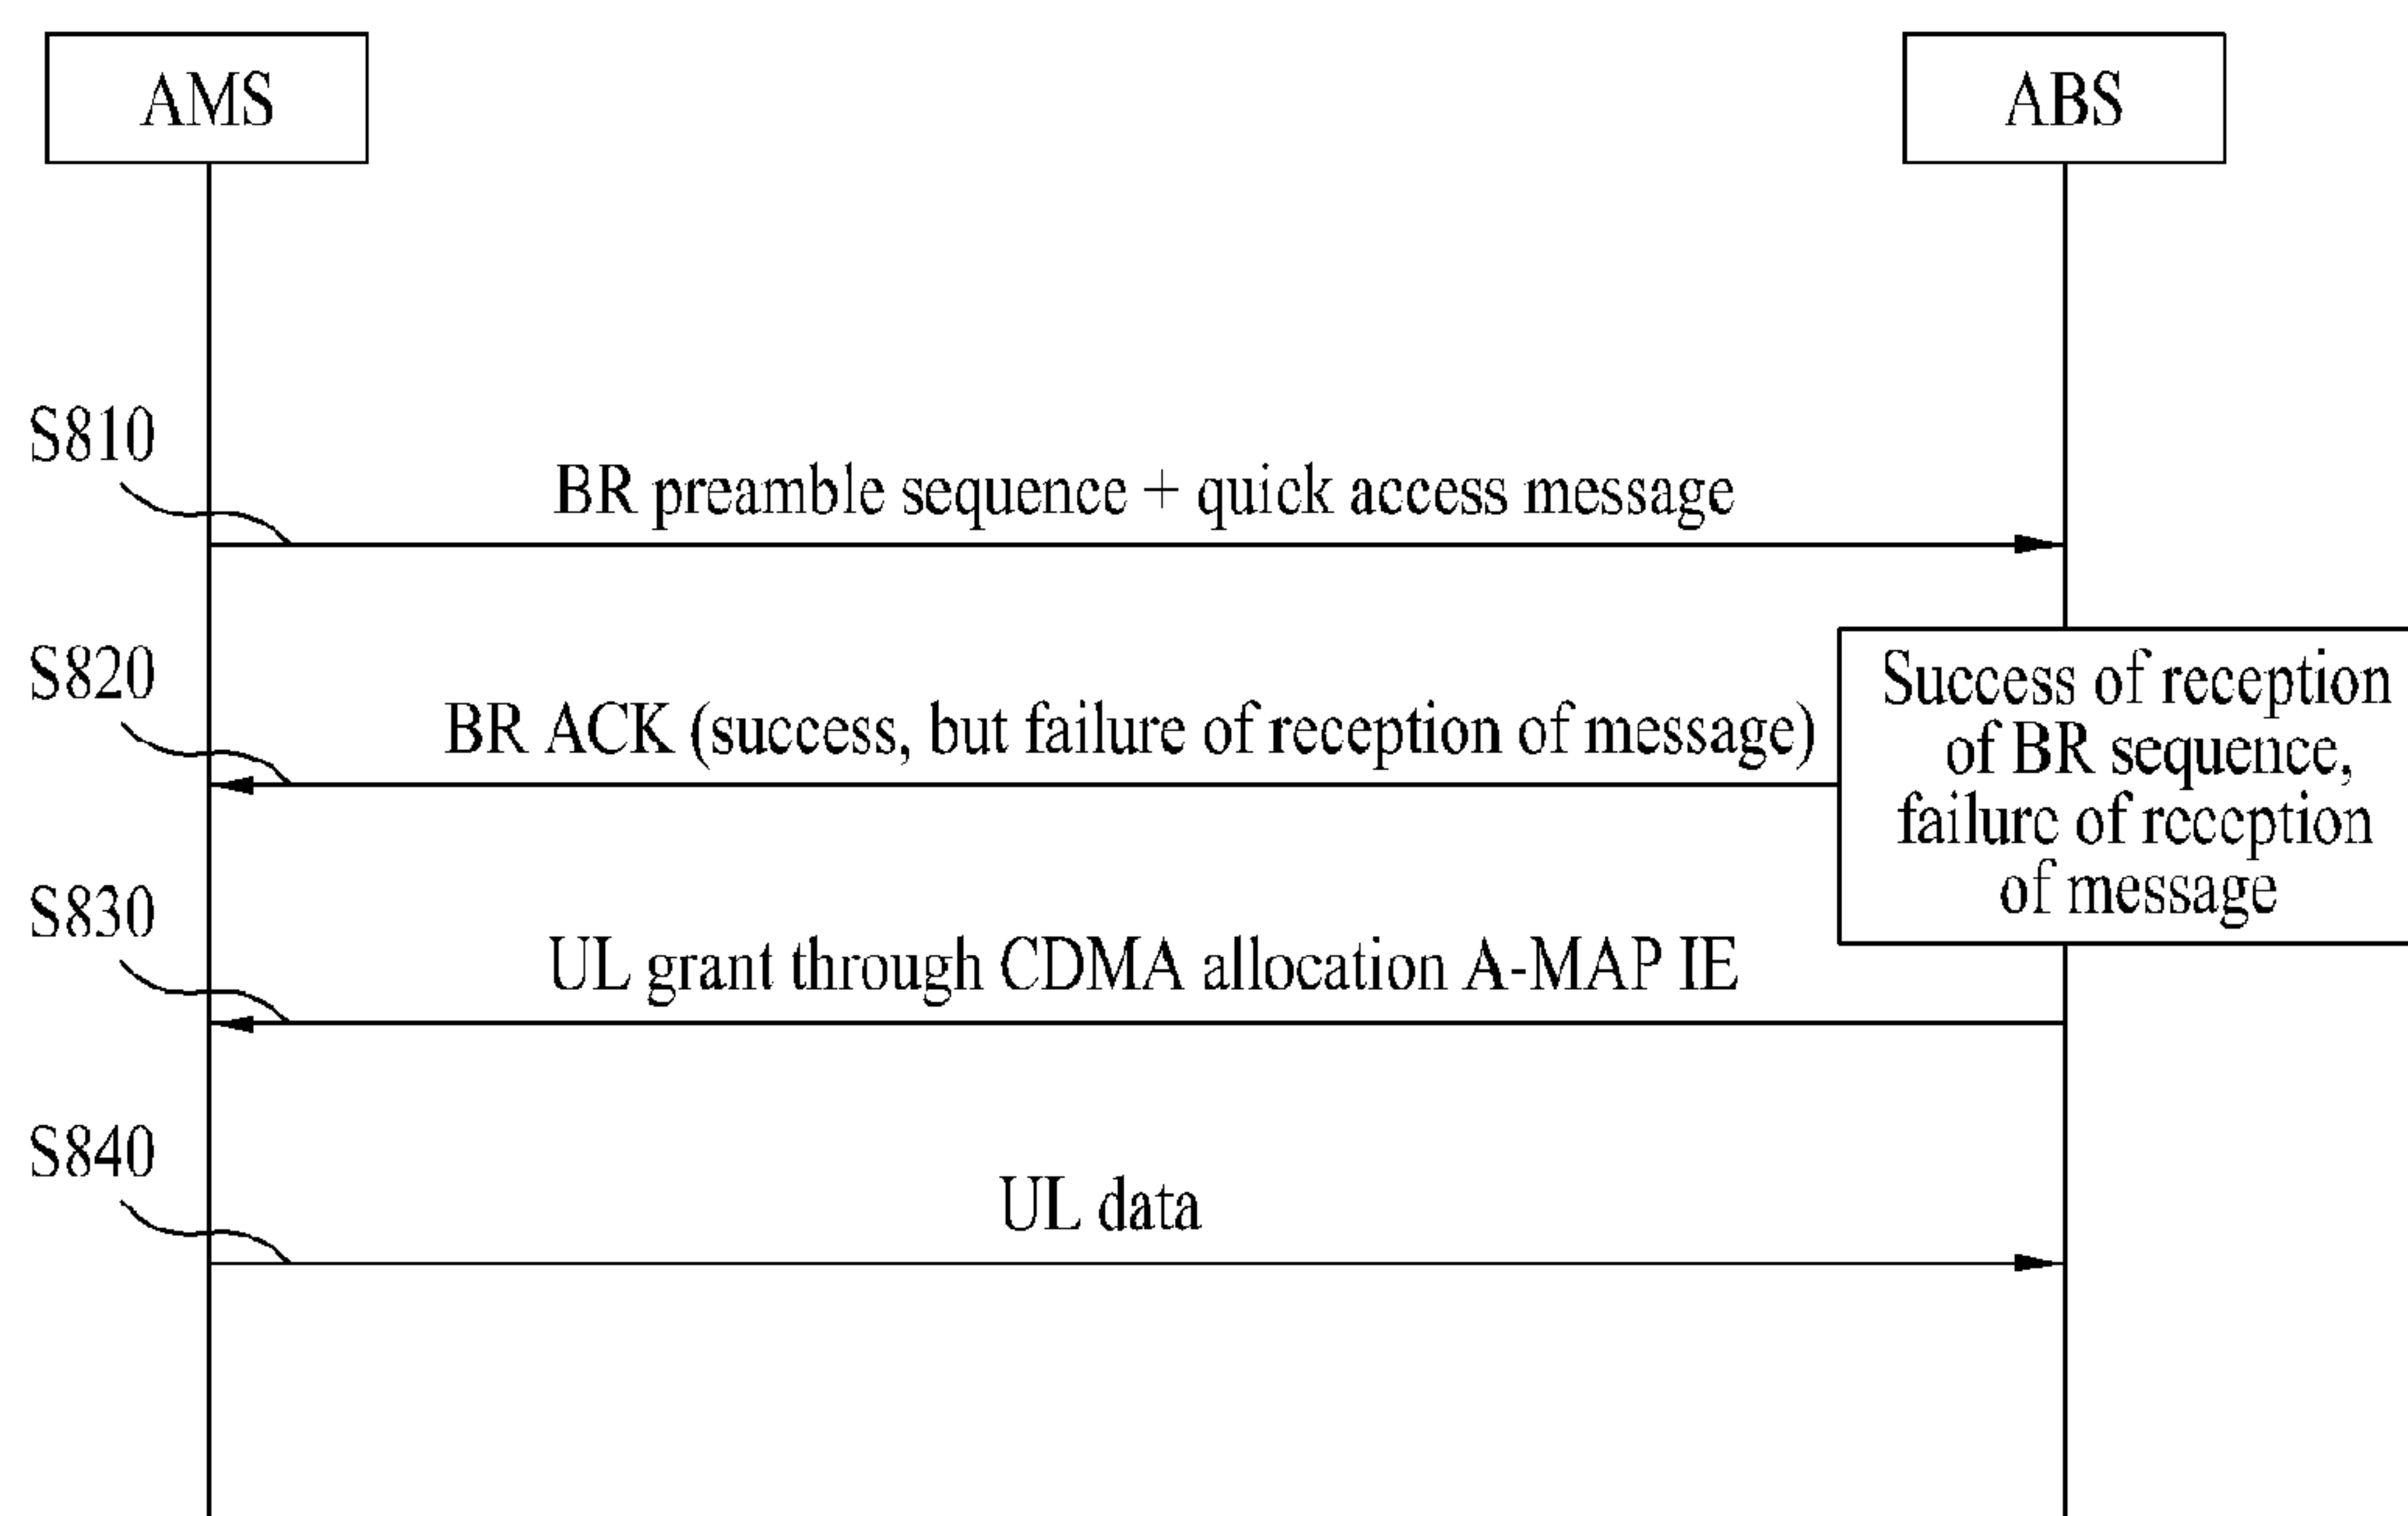 AMS
ABS
S810
BR preamble sequence + quick access message
S820
BR ACK (success, but failure of reception of message)
Success of reception
of BR sequence,
failure of reception
of message
S830
UL grant through CDMA allocation A-MAP IE
S840
UL data